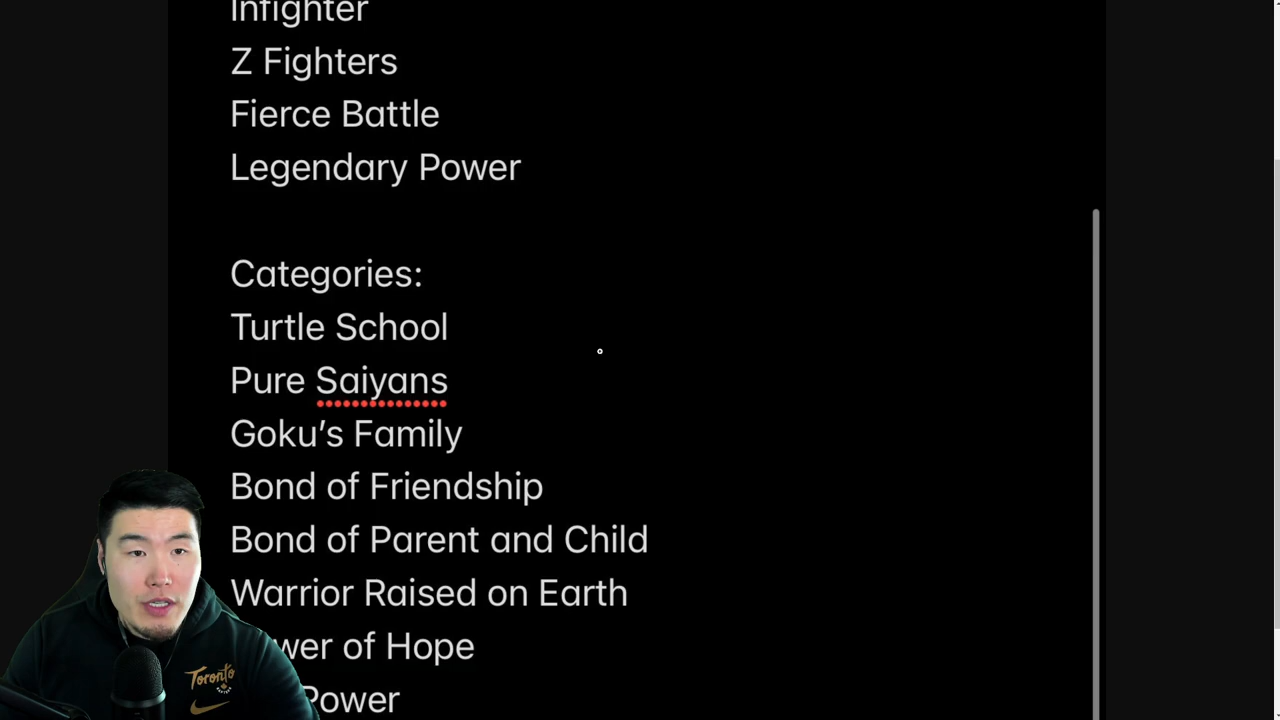 Infighter
Z Fighters
Fierce Battle
Legendary Power
Categories:
Turtle School
Pure Saiyans
Goku's Family
Bond of Friendship
Bond of Parent and Child
Warrior Raised on Earth
of Hope
Power
Toronto